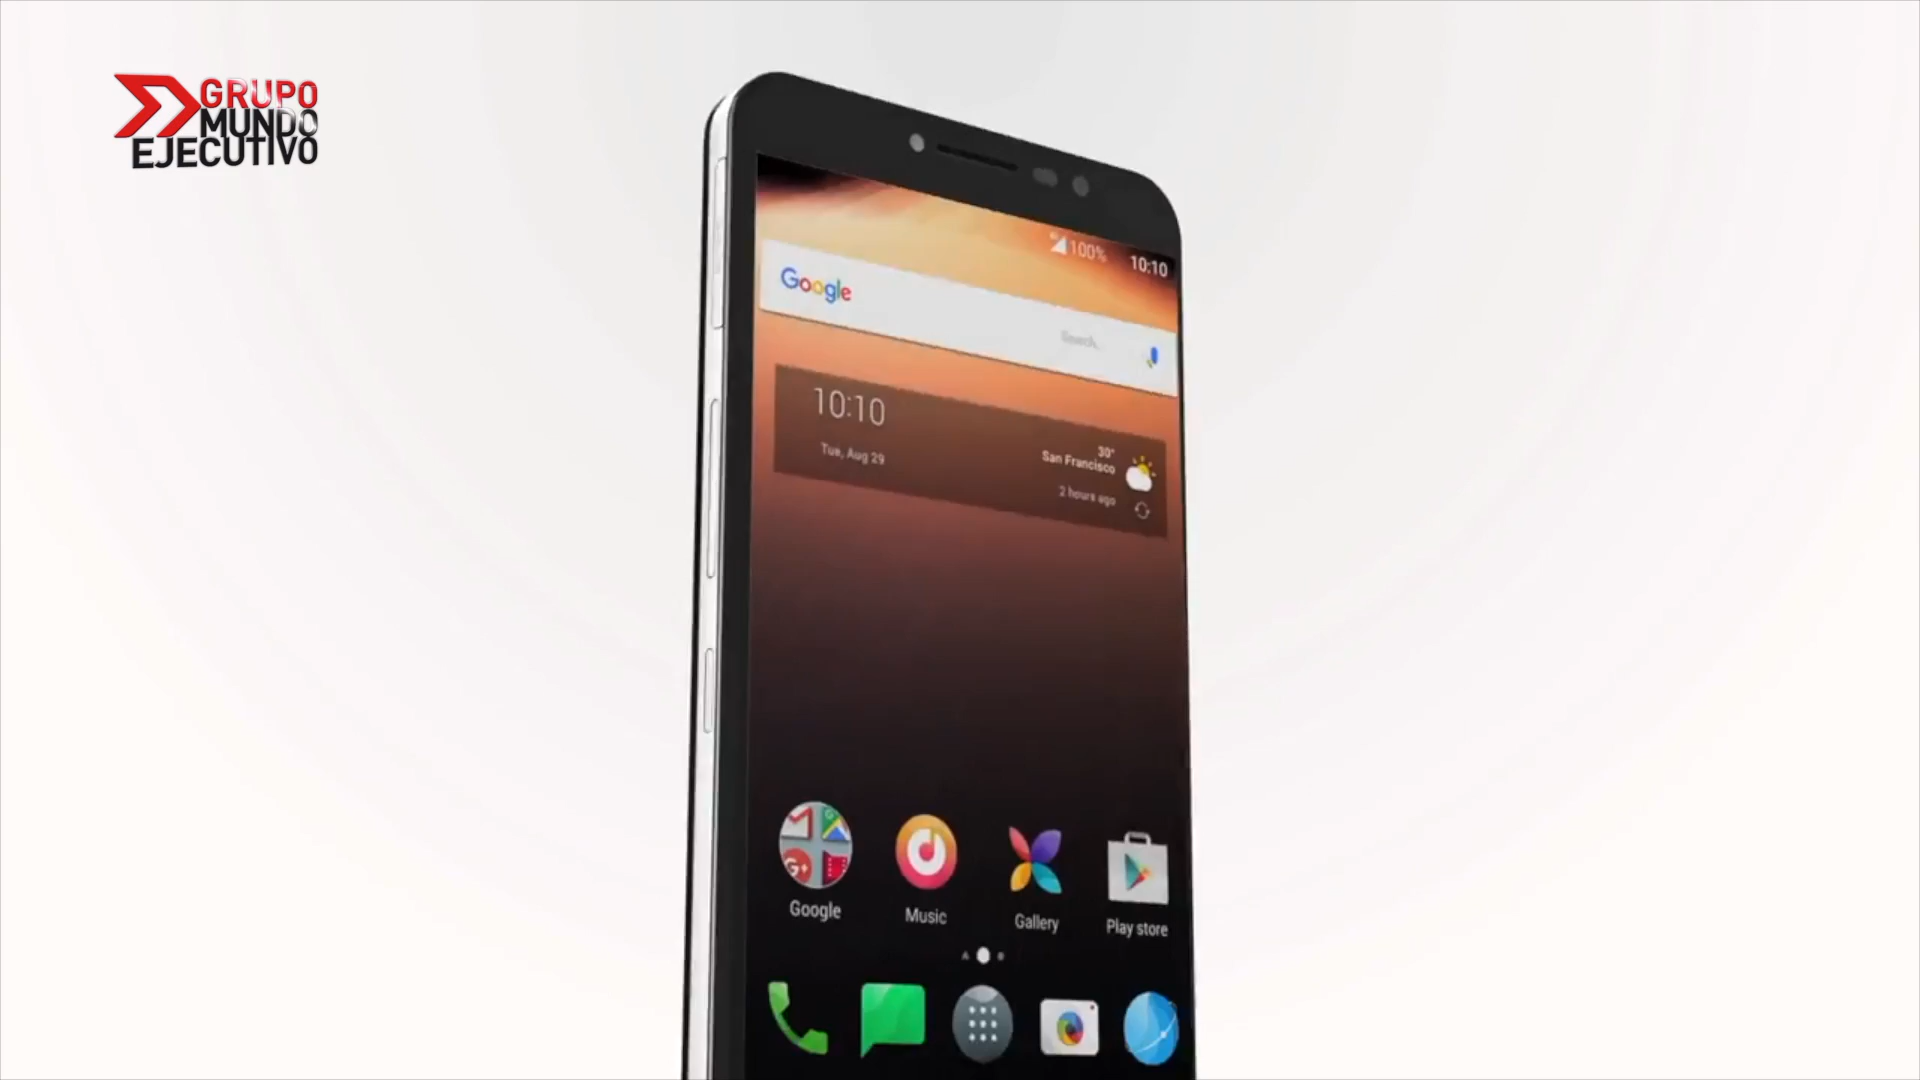 GRUPO
MUNDO
EJECUTIVO
100% 10:10
Google
Search...
10:10
Tue, Aug 29
30°
San Francisco
2 hours ago
Google Music Gallery Play store